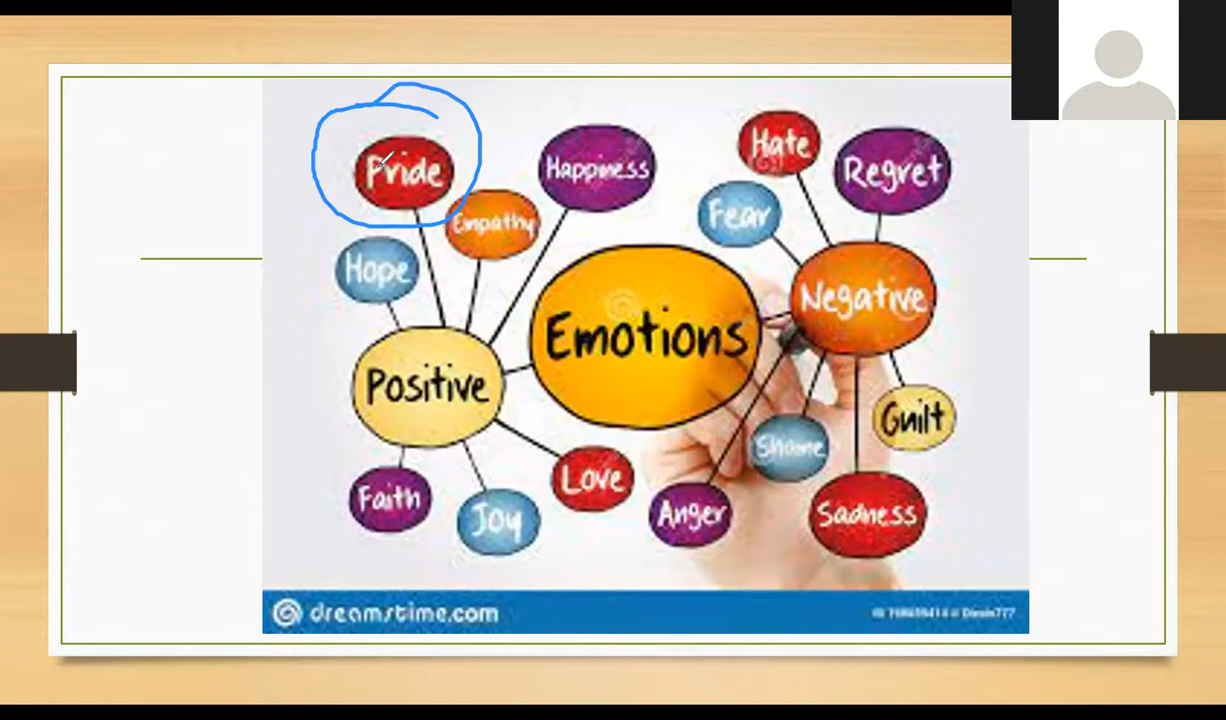 Pride
Happiness
Hate
Regret
Empathy
Fear
Hope
Negative
Emotions
Positive
Guilt
Shame
Love
Faith
Joy
Anger
Sadness
dreamstime.com